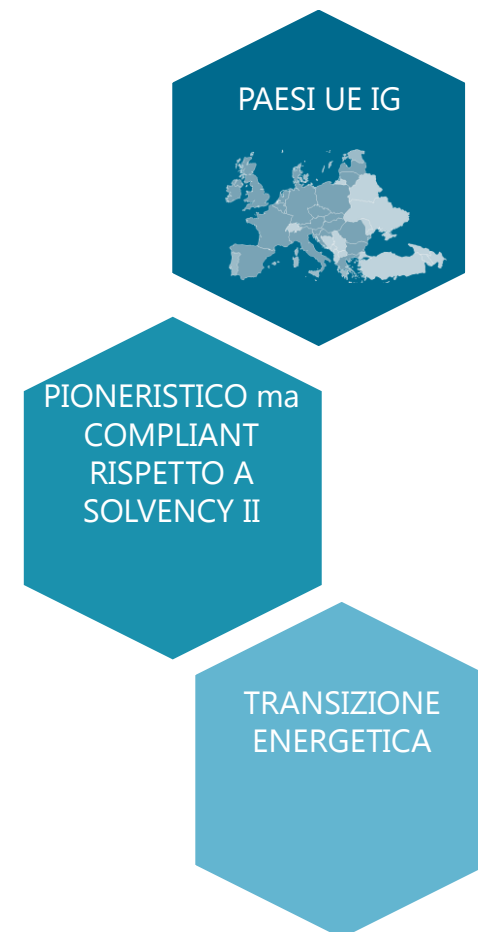 PAESI UE IG
PIONERISTICO ma
COMPLIANT
RISPETTO A
SOLVENCY II
TRANSIZIONE
ENERGETICA